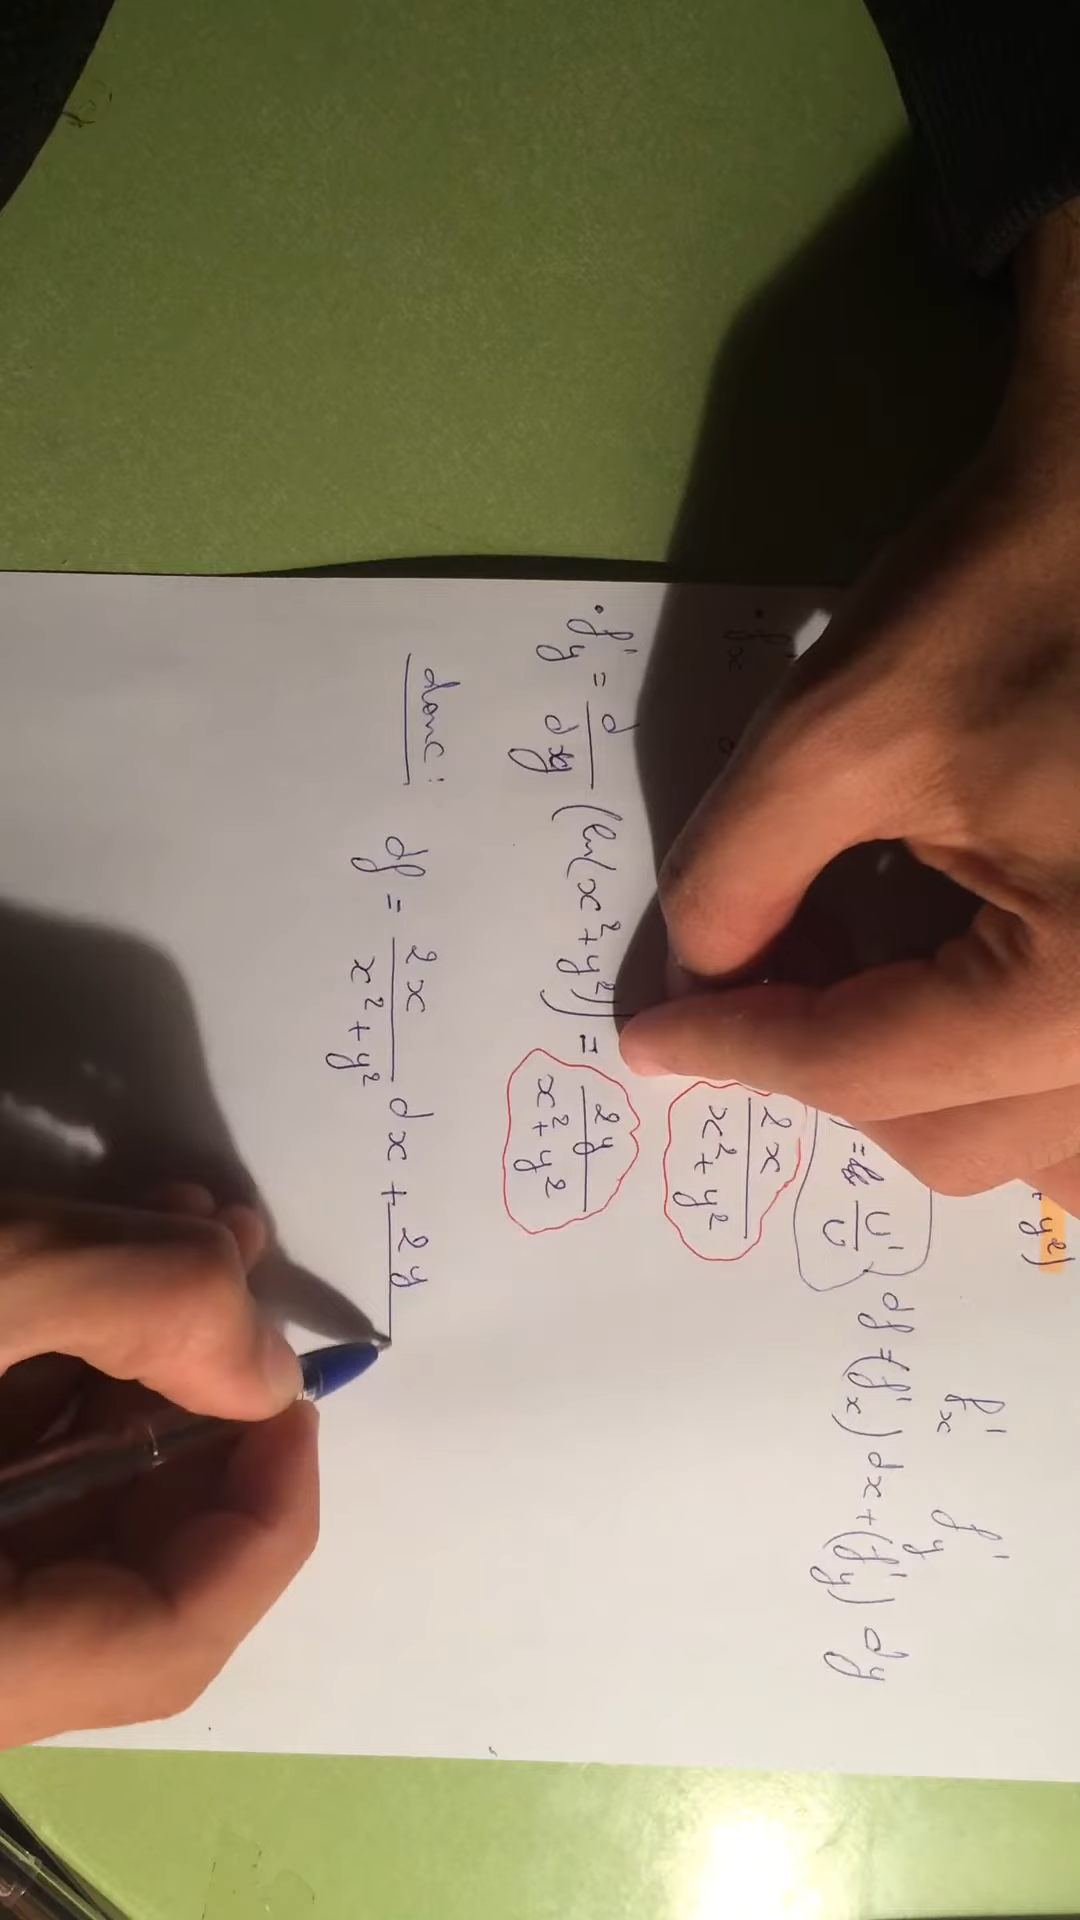 + y²)
f'x f'y
) = U'/U } df = (f'x) dx + (f'y) dy
• f'x 2x/(x² + y²)
• f'y = d/dy (ln(x² + y²)) = 2y/(x² + y²)
donc : df = 2x/(x² + y²) dx + 2y